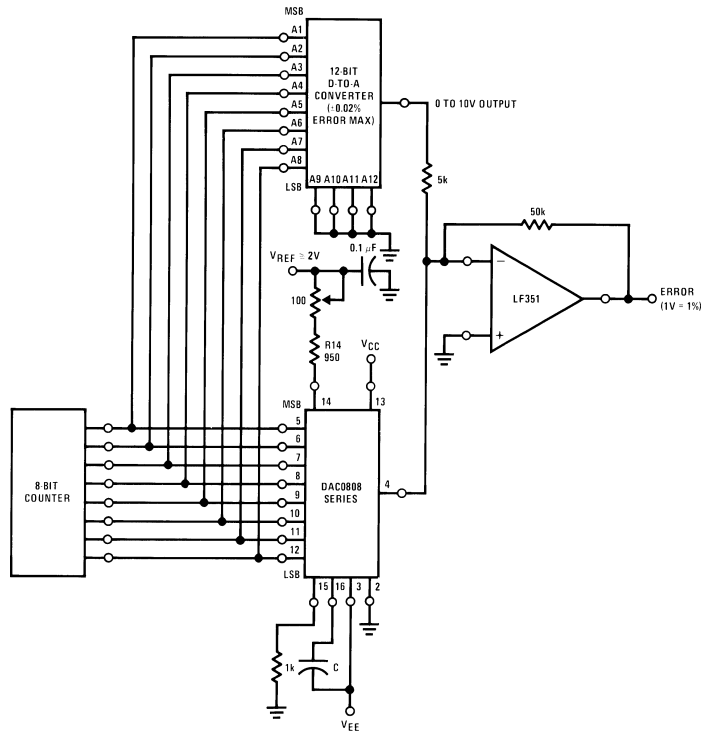 MSB
A1
A2
A3
A4
A5
A6
A7
A8
LSB
12-BIT
D-TO-A
CONVERTER
(±0.02%
ERROR MAX)
A9 A10 A11 A12
0 TO 10V OUTPUT
5k
50k
0.1 µF
VREF ≅ 2V
100
R14
950
VCC
LF351
−
+
ERROR
(1V = 1%)
14
13
MSB
5
6
7
8
9
10
11
12
LSB
8-BIT
COUNTER
DAC0808
SERIES
4
15
16
3
2
1k
C
VEE